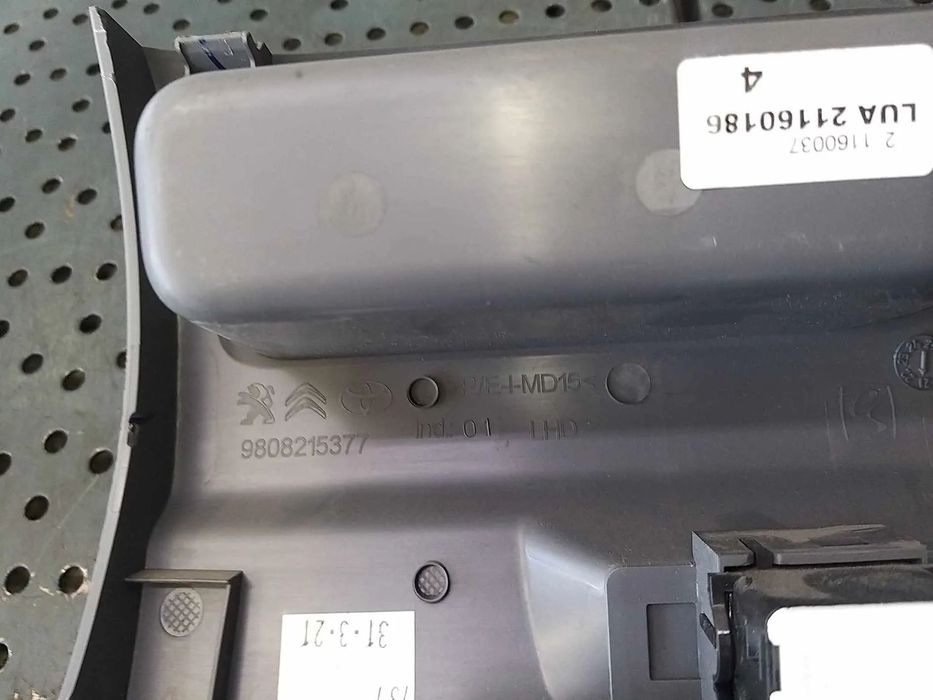 4
LUA 21160186
2 1160037
P/E-I-MD15<
9808215377 Ind: 01 LHD
31-3-21